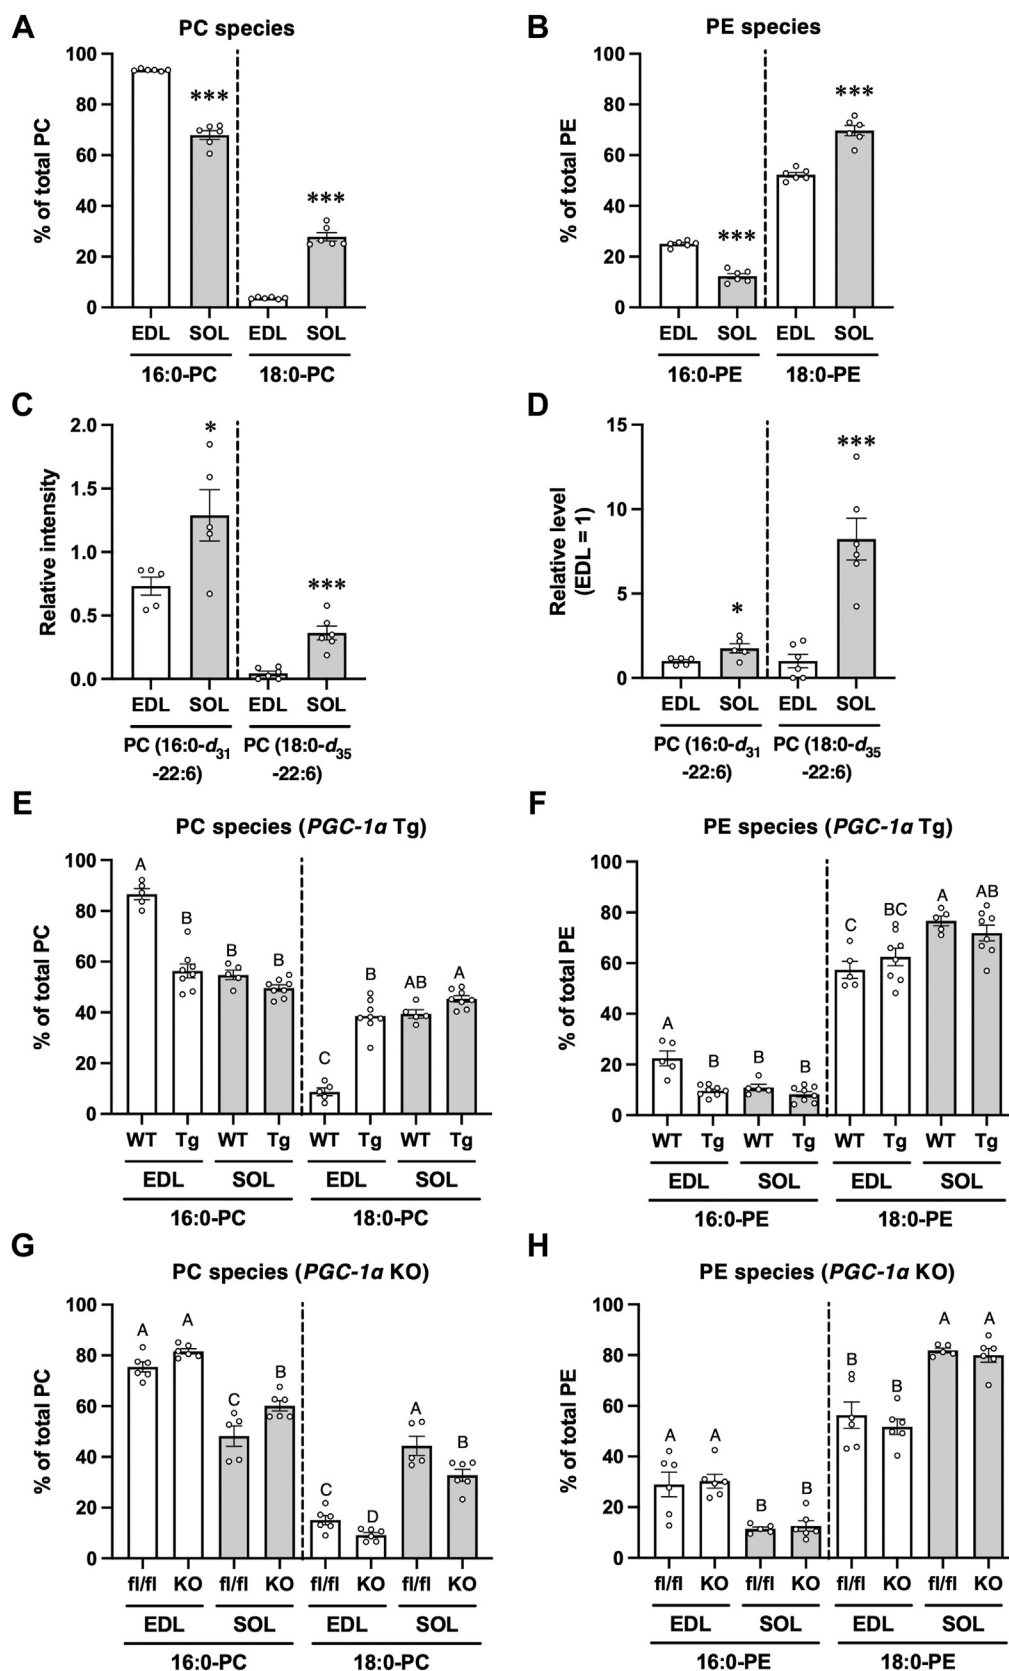 A
PC species
% of total PC
100
80
60
40
20
0
***
***
EDL SOL EDL SOL
16:0-PC 18:0-PC
B
PE species
% of total PE
100
80
60
40
20
0
***
***
EDL SOL EDL SOL
16:0-PE 18:0-PE
C
Relative intensity
2.0
1.5
1.0
0.5
0.0
*
***
EDL SOL EDL SOL
PC (16:0-d31 PC (18:0-d35
-22:6) -22:6)
D
Relative level
(EDL = 1)
15
10
5
0
*
***
EDL SOL EDL SOL
PC (16:0-d31 PC (18:0-d35
-22:6) -22:6)
E
PC species (PGC-1α Tg)
% of total PC
100
80
60
40
20
0
A B B B C B AB A
WT Tg WT Tg WT Tg WT Tg
EDL SOL EDL SOL
16:0-PC 18:0-PC
F
PE species (PGC-1α Tg)
% of total PE
100
80
60
40
20
0
A B B B C BC A AB
WT Tg WT Tg WT Tg WT Tg
EDL SOL EDL SOL
16:0-PE 18:0-PE
G
PC species (PGC-1α KO)
% of total PC
100
80
60
40
20
0
A A C B C D A B
fl/fl KO fl/fl KO fl/fl KO fl/fl KO
EDL SOL EDL SOL
16:0-PC 18:0-PC
H
PE species (PGC-1α KO)
% of total PE
100
80
60
40
20
0
A A B B B B A A
fl/fl KO fl/fl KO fl/fl KO fl/fl KO
EDL SOL EDL SOL
16:0-PE 18:0-PE